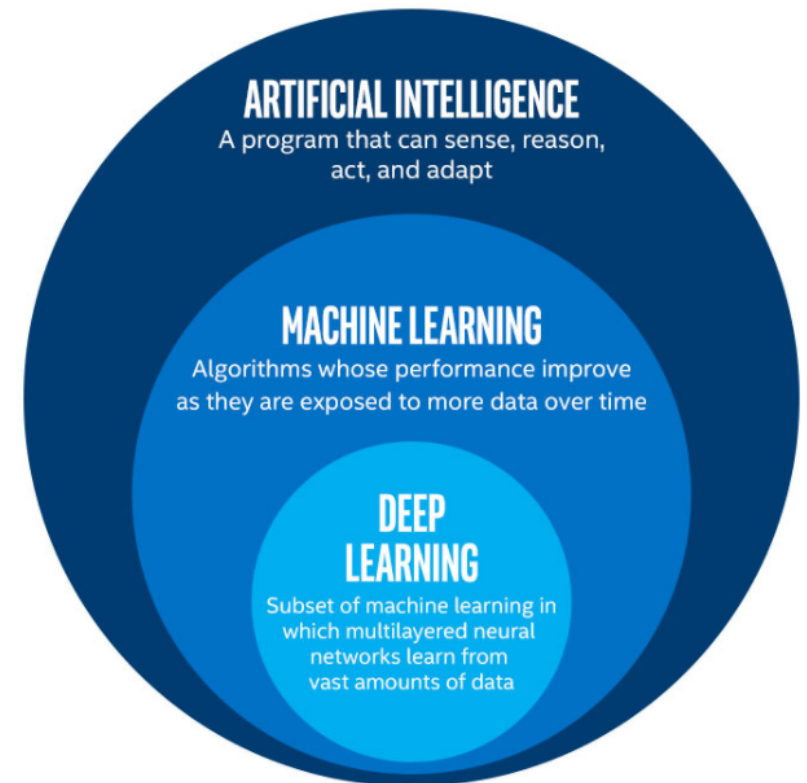 ARTIFICIAL INTELLIGENCE
A program that can sense, reason,
act, and adapt
MACHINE LEARNING
Algorithms whose performance improve
as they are exposed to more data over time
DEEP
LEARNING
Subset of machine learning in
which multilayered neural
networks learn from
vast amounts of data